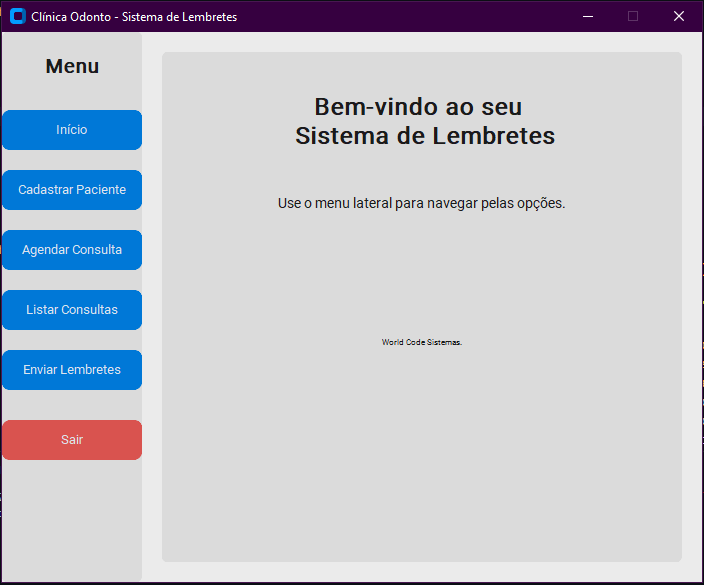 Clínica Odonto - Sistema de Lembretes
Menu
Início
Cadastrar Paciente
Agendar Consulta
Listar Consultas
Enviar Lembretes
Sair
Bem-vindo ao seu
Sistema de Lembretes
Use o menu lateral para navegar pelas opções.
World Code Sistemas.